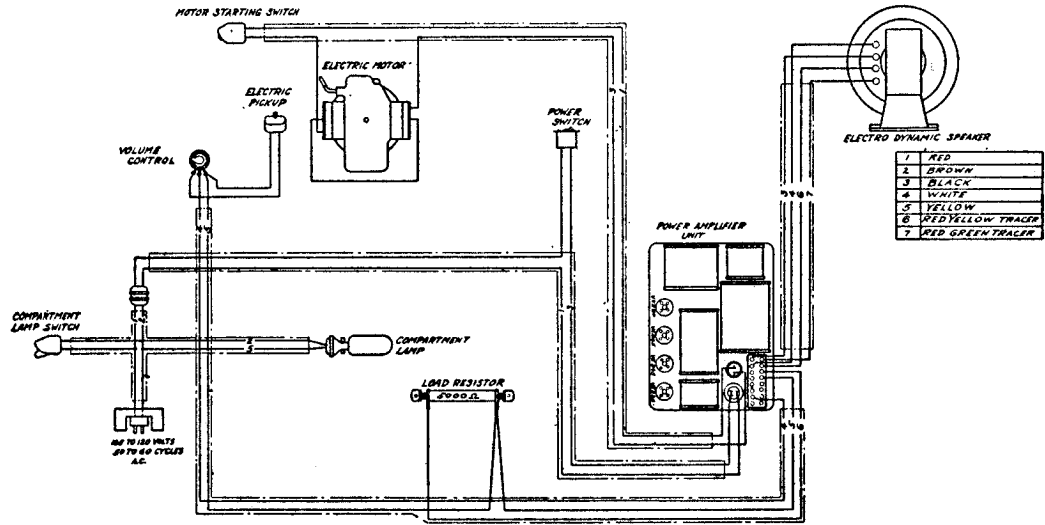 MOTOR STARTING SWITCH
ELECTRIC MOTOR
ELECTRIC
PICKUP
VOLUME
CONTROL
POWER
SWITCH
ELECTRO DYNAMIC SPEAKER
1 RED
2 BROWN
3 BLACK
4 WHITE
5 YELLOW
6 RED YELLOW TRACER
7 RED GREEN TRACER
POWER AMPLIFIER
UNIT
COMPARTMENT
LAMP SWITCH
COMPARTMENT
LAMP
LOAD RESISTOR
5000 Ω
105 TO 120 VOLTS
50 TO 60 CYCLES
A.C.